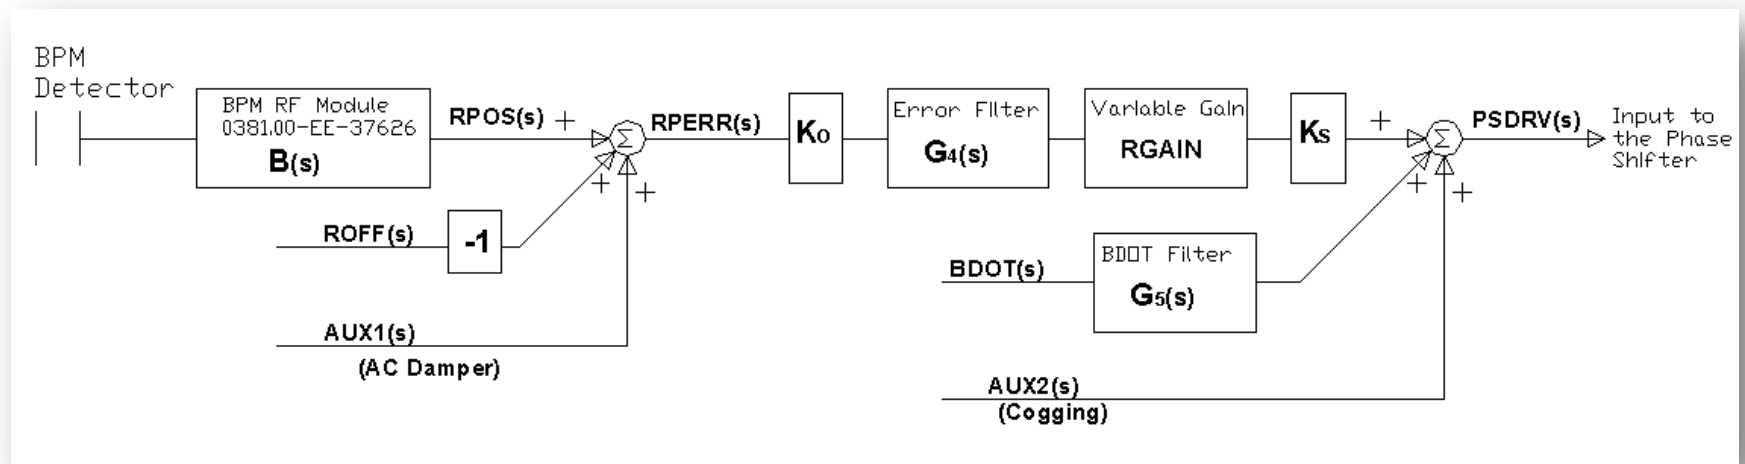 BPM
Detector
BPM RF Module
0381.00-EE-37626
B(s)
RPOS(s) +
Σ
RPERR(s)
+
+
ROFF(s)
-1
AUX1(s)
(AC Damper)
Ko
Error Filter
G4(s)
Variable Gain
RGAIN
Ks
+
Σ
PSDRV(s)
+
+
Input to
the Phase
Shifter
BDOT(s)
BDOT Filter
G5(s)
AUX2(s)
(Cogging)